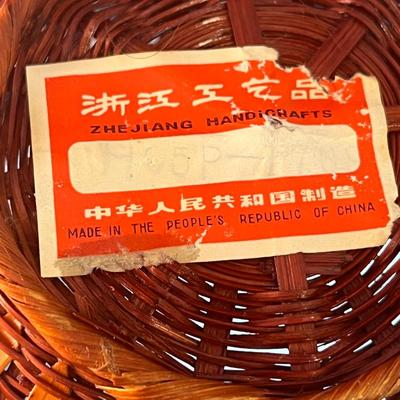 浙江工艺品
ZHEJIANG HANDICRAFTS
中华人民共和国制造
MADE IN THE PEOPLE'S REPUBLIC OF CHINA